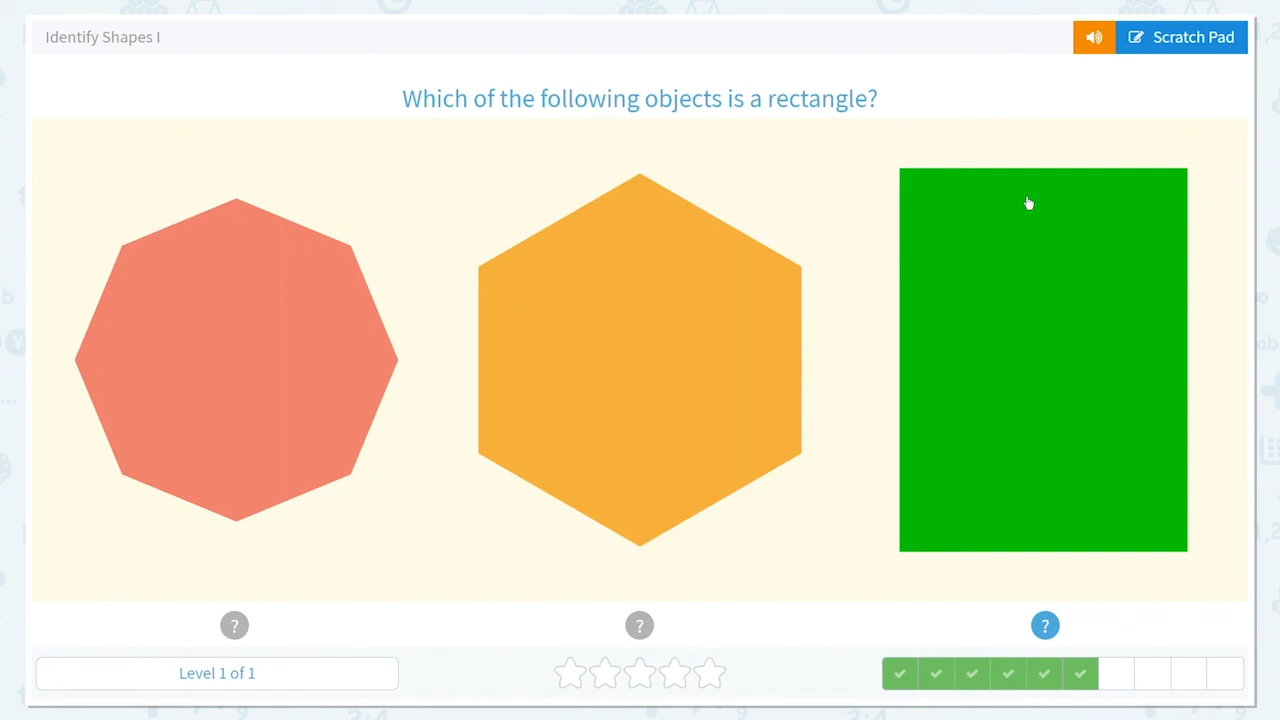 Identify Shapes I
Scratch Pad
Which of the following objects is a rectangle?
? ? ?
Level 1 of 1